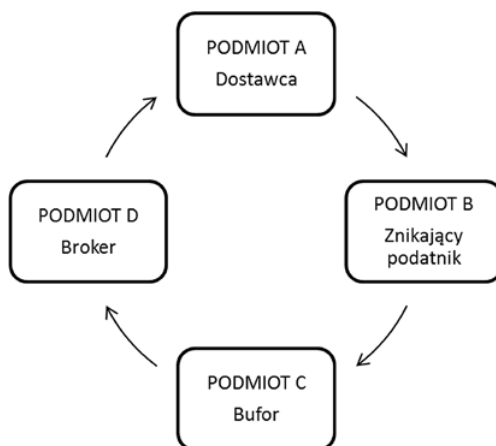 PODMIOT A
Dostawca
PODMIOT B
Znikający
podatnik
PODMIOT C
Bufor
PODMIOT D
Broker